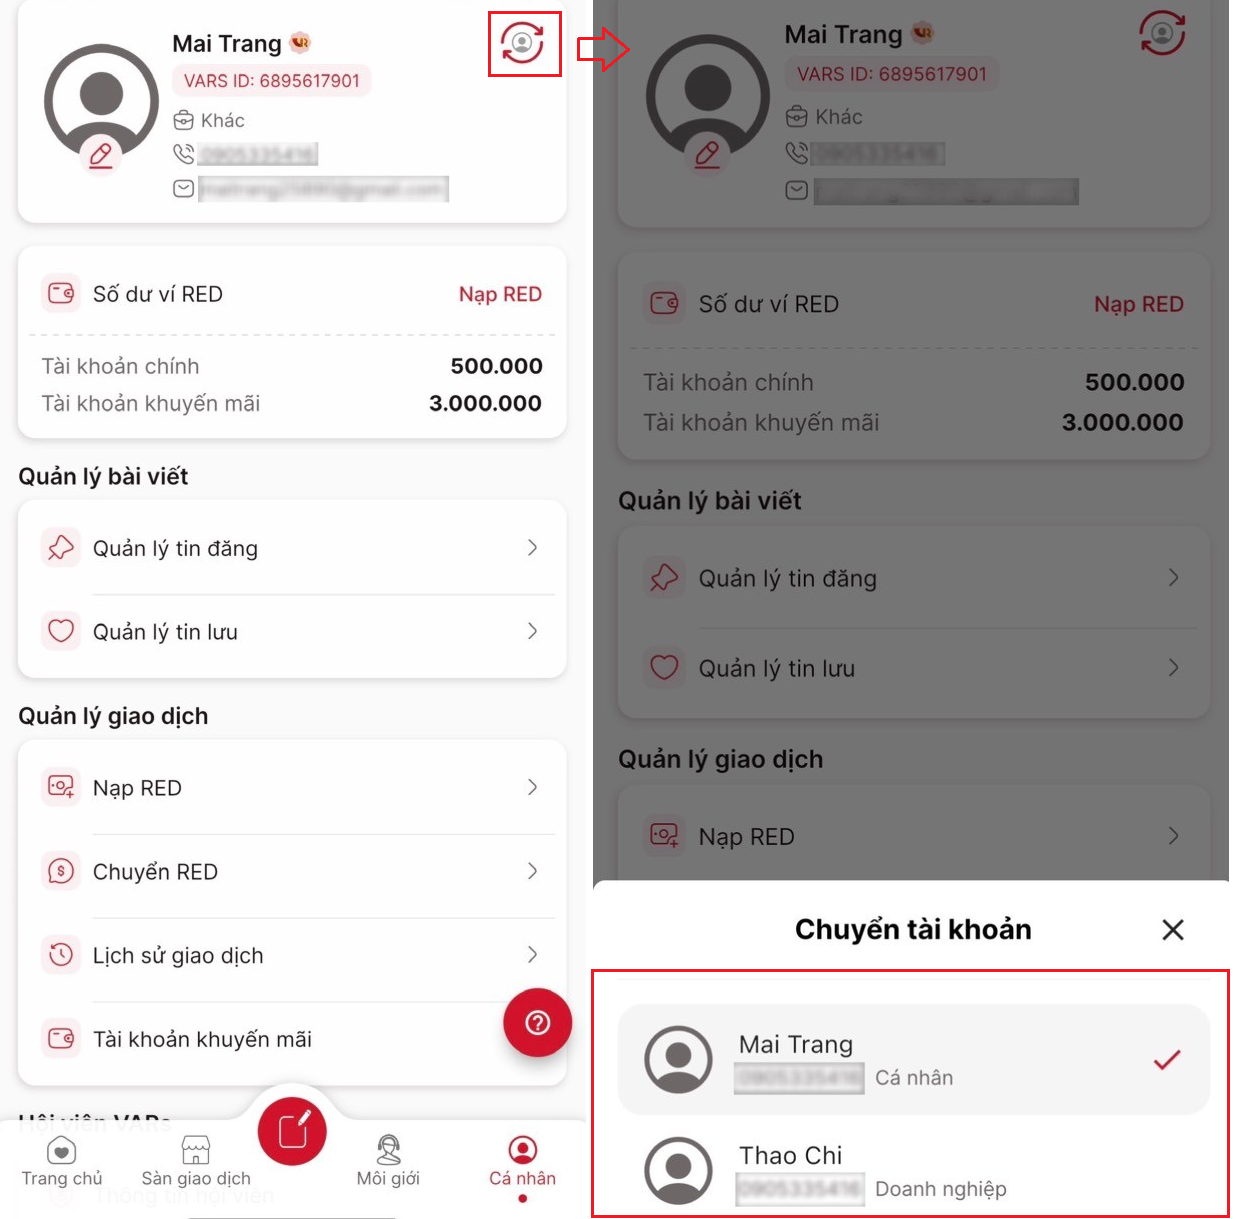 Mai Trang
VARS ID: 6895617901
Khác
Số dư ví RED
Nạp RED
Tài khoản chính
500.000
Tài khoản khuyến mãi
3.000.000
Quản lý bài viết
Quản lý tin đăng
Quản lý tin lưu
Quản lý giao dịch
Nạp RED
Chuyển RED
Lịch sử giao dịch
Tài khoản khuyến mãi
Hội viên VARs
Thông tin hội viên
Trang chủ
Sàn giao dịch
Môi giới
Cá nhân
Mai Trang
VARS ID: 6895617901
Khác
Số dư ví RED
Nạp RED
Tài khoản chính
500.000
Tài khoản khuyến mãi
3.000.000
Quản lý bài viết
Quản lý tin đăng
Quản lý tin lưu
Quản lý giao dịch
Nạp RED
Chuyển tài khoản
Mai Trang
Cá nhân
Thao Chi
Doanh nghiệp